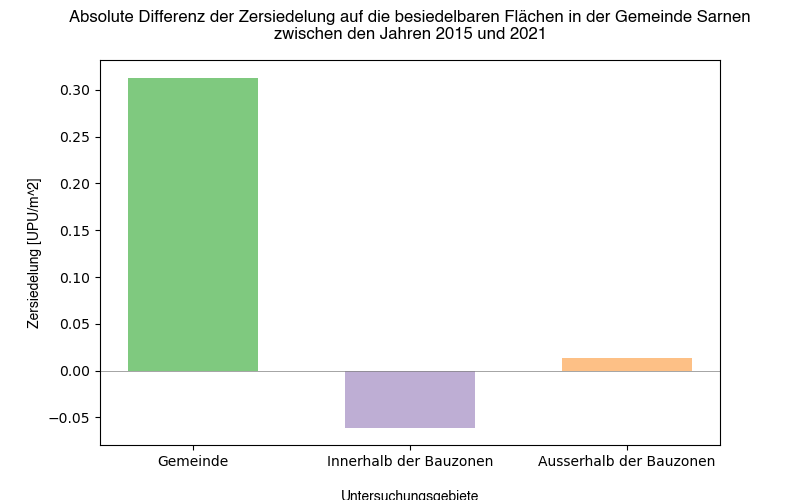 Absolute Differenz der Zersiedelung auf die besiedelbaren Flächen in der Gemeinde Sarnen
zwischen den Jahren 2015 und 2021
Zersiedelung [UPU/m^2]
0.30
0.25
0.20
0.15
0.10
0.05
0.00
−0.05
Gemeinde
Innerhalb der Bauzonen
Ausserhalb der Bauzonen
Untersuchungsgebiete